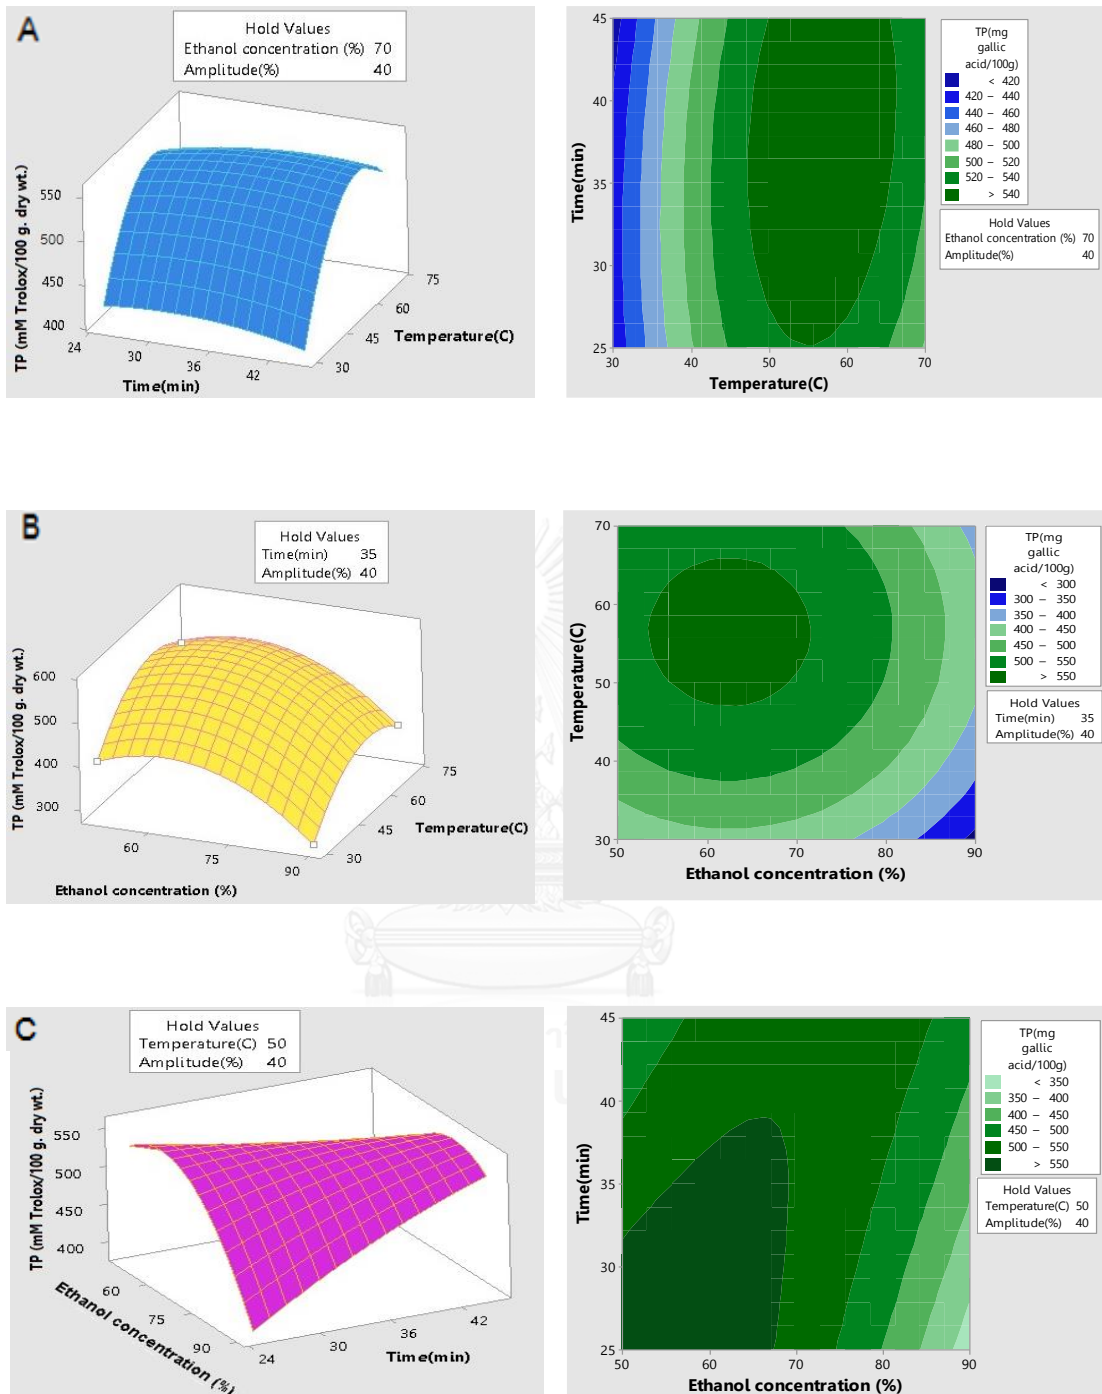 A
Hold Values
Ethanol concentration (%) 70
Amplitude(%) 40
TP (mM Trolox/100 g. dry wt.)
550
500
450
400
24
30
36
42
Time(min)
30
45
60
75
Temperature(C)
45
40
35
30
25
Time(min)
30 40 50 60 70
Temperature(C)
TP(mg
gallic
acid/100g)
< 420
420 – 440
440 – 460
460 – 480
480 – 500
500 – 520
520 – 540
> 540
Hold Values
Ethanol concentration (%) 70
Amplitude(%) 40
B
Hold Values
Time(min) 35
Amplitude(%) 40
TP (mM Trolox/100 g. dry wt.)
600
500
400
300
60
75
90
Ethanol concentration (%)
30
45
60
75
Temperature(C)
70
60
50
40
30
Temperature(C)
50 60 70 80 90
Ethanol concentration (%)
TP(mg
gallic
acid/100g)
< 300
300 – 350
350 – 400
400 – 450
450 – 500
500 – 550
> 550
Hold Values
Time(min) 35
Amplitude(%) 40
C
Hold Values
Temperature(C) 50
Amplitude(%) 40
TP (mM Trolox/100 g. dry wt.)
550
500
450
400
60
75
90
Ethanol concentration (%)
24
30
36
42
Time(min)
45
40
35
30
25
Time(min)
50 60 70 80 90
Ethanol concentration (%)
TP(mg
gallic
acid/100g)
< 350
350 – 400
400 – 450
450 – 500
500 – 550
> 550
Hold Values
Temperature(C) 50
Amplitude(%) 40